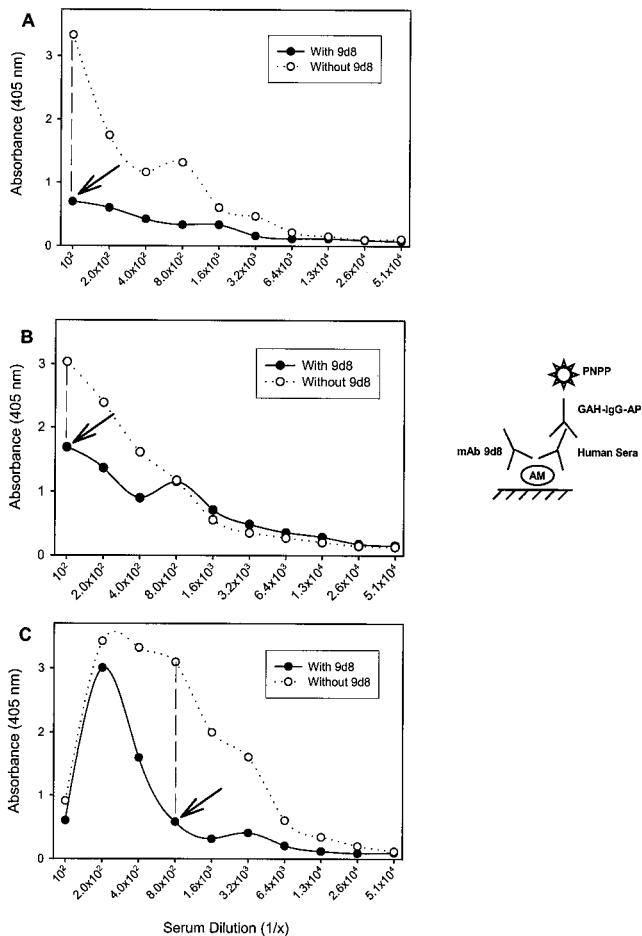 A
Absorbance (405 nm)
3
2
1
0
With 9d8
Without 9d8
10²
2.0x10²
4.0x10²
8.0x10²
1.6x10³
3.2x10³
6.4x10³
1.3x10⁴
2.6x10⁴
5.1x10⁴
B
Absorbance (405 nm)
3
2
1
0
With 9d8
Without 9d8
10²
2.0x10²
4.0x10²
8.0x10²
1.6x10³
3.2x10³
6.4x10³
1.3x10⁴
2.6x10⁴
5.1x10⁴
PNPP
GAH-IgG-AP
mAb 9d8
Human Sera
AM
C
Absorbance (405 nm)
3
2
1
0
With 9d8
Without 9d8
10²
2.0x10²
4.0x10²
8.0x10²
1.6x10³
3.2x10³
6.4x10³
1.3x10⁴
2.6x10⁴
5.1x10⁴
Serum Dilution (1/x)